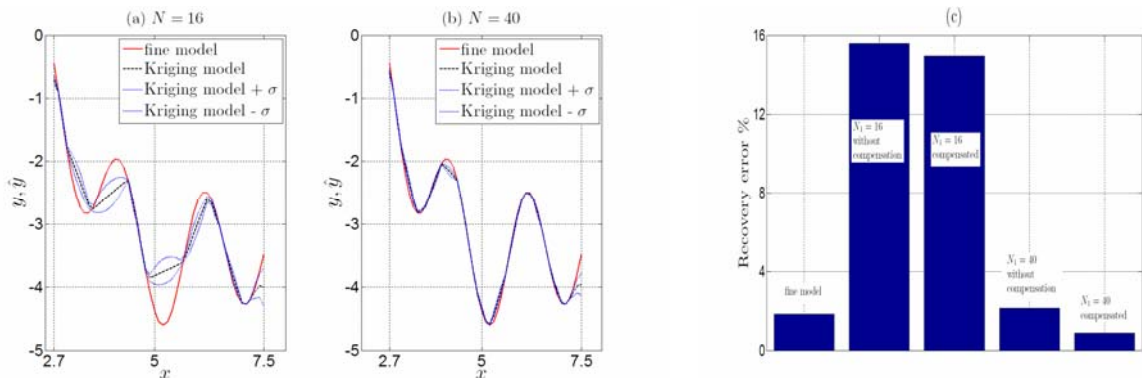 (a) N = 16
0
-1
-2
-3
-4
-5
y, ŷ
2.7
5
7.5
x
fine model
Kriging model
Kriging model + σ
Kriging model - σ
(b) N = 40
0
-1
-2
-3
-4
-5
y, ŷ
2.7
5
7.5
x
fine model
Kriging model
Kriging model + σ
Kriging model - σ
(c)
16
12
8
4
0
Recovery error %
fine model
N₁ = 16
without
compensation
N₁ = 16
compensated
N₁ = 40
without
compensation
N₁ = 40
compensated